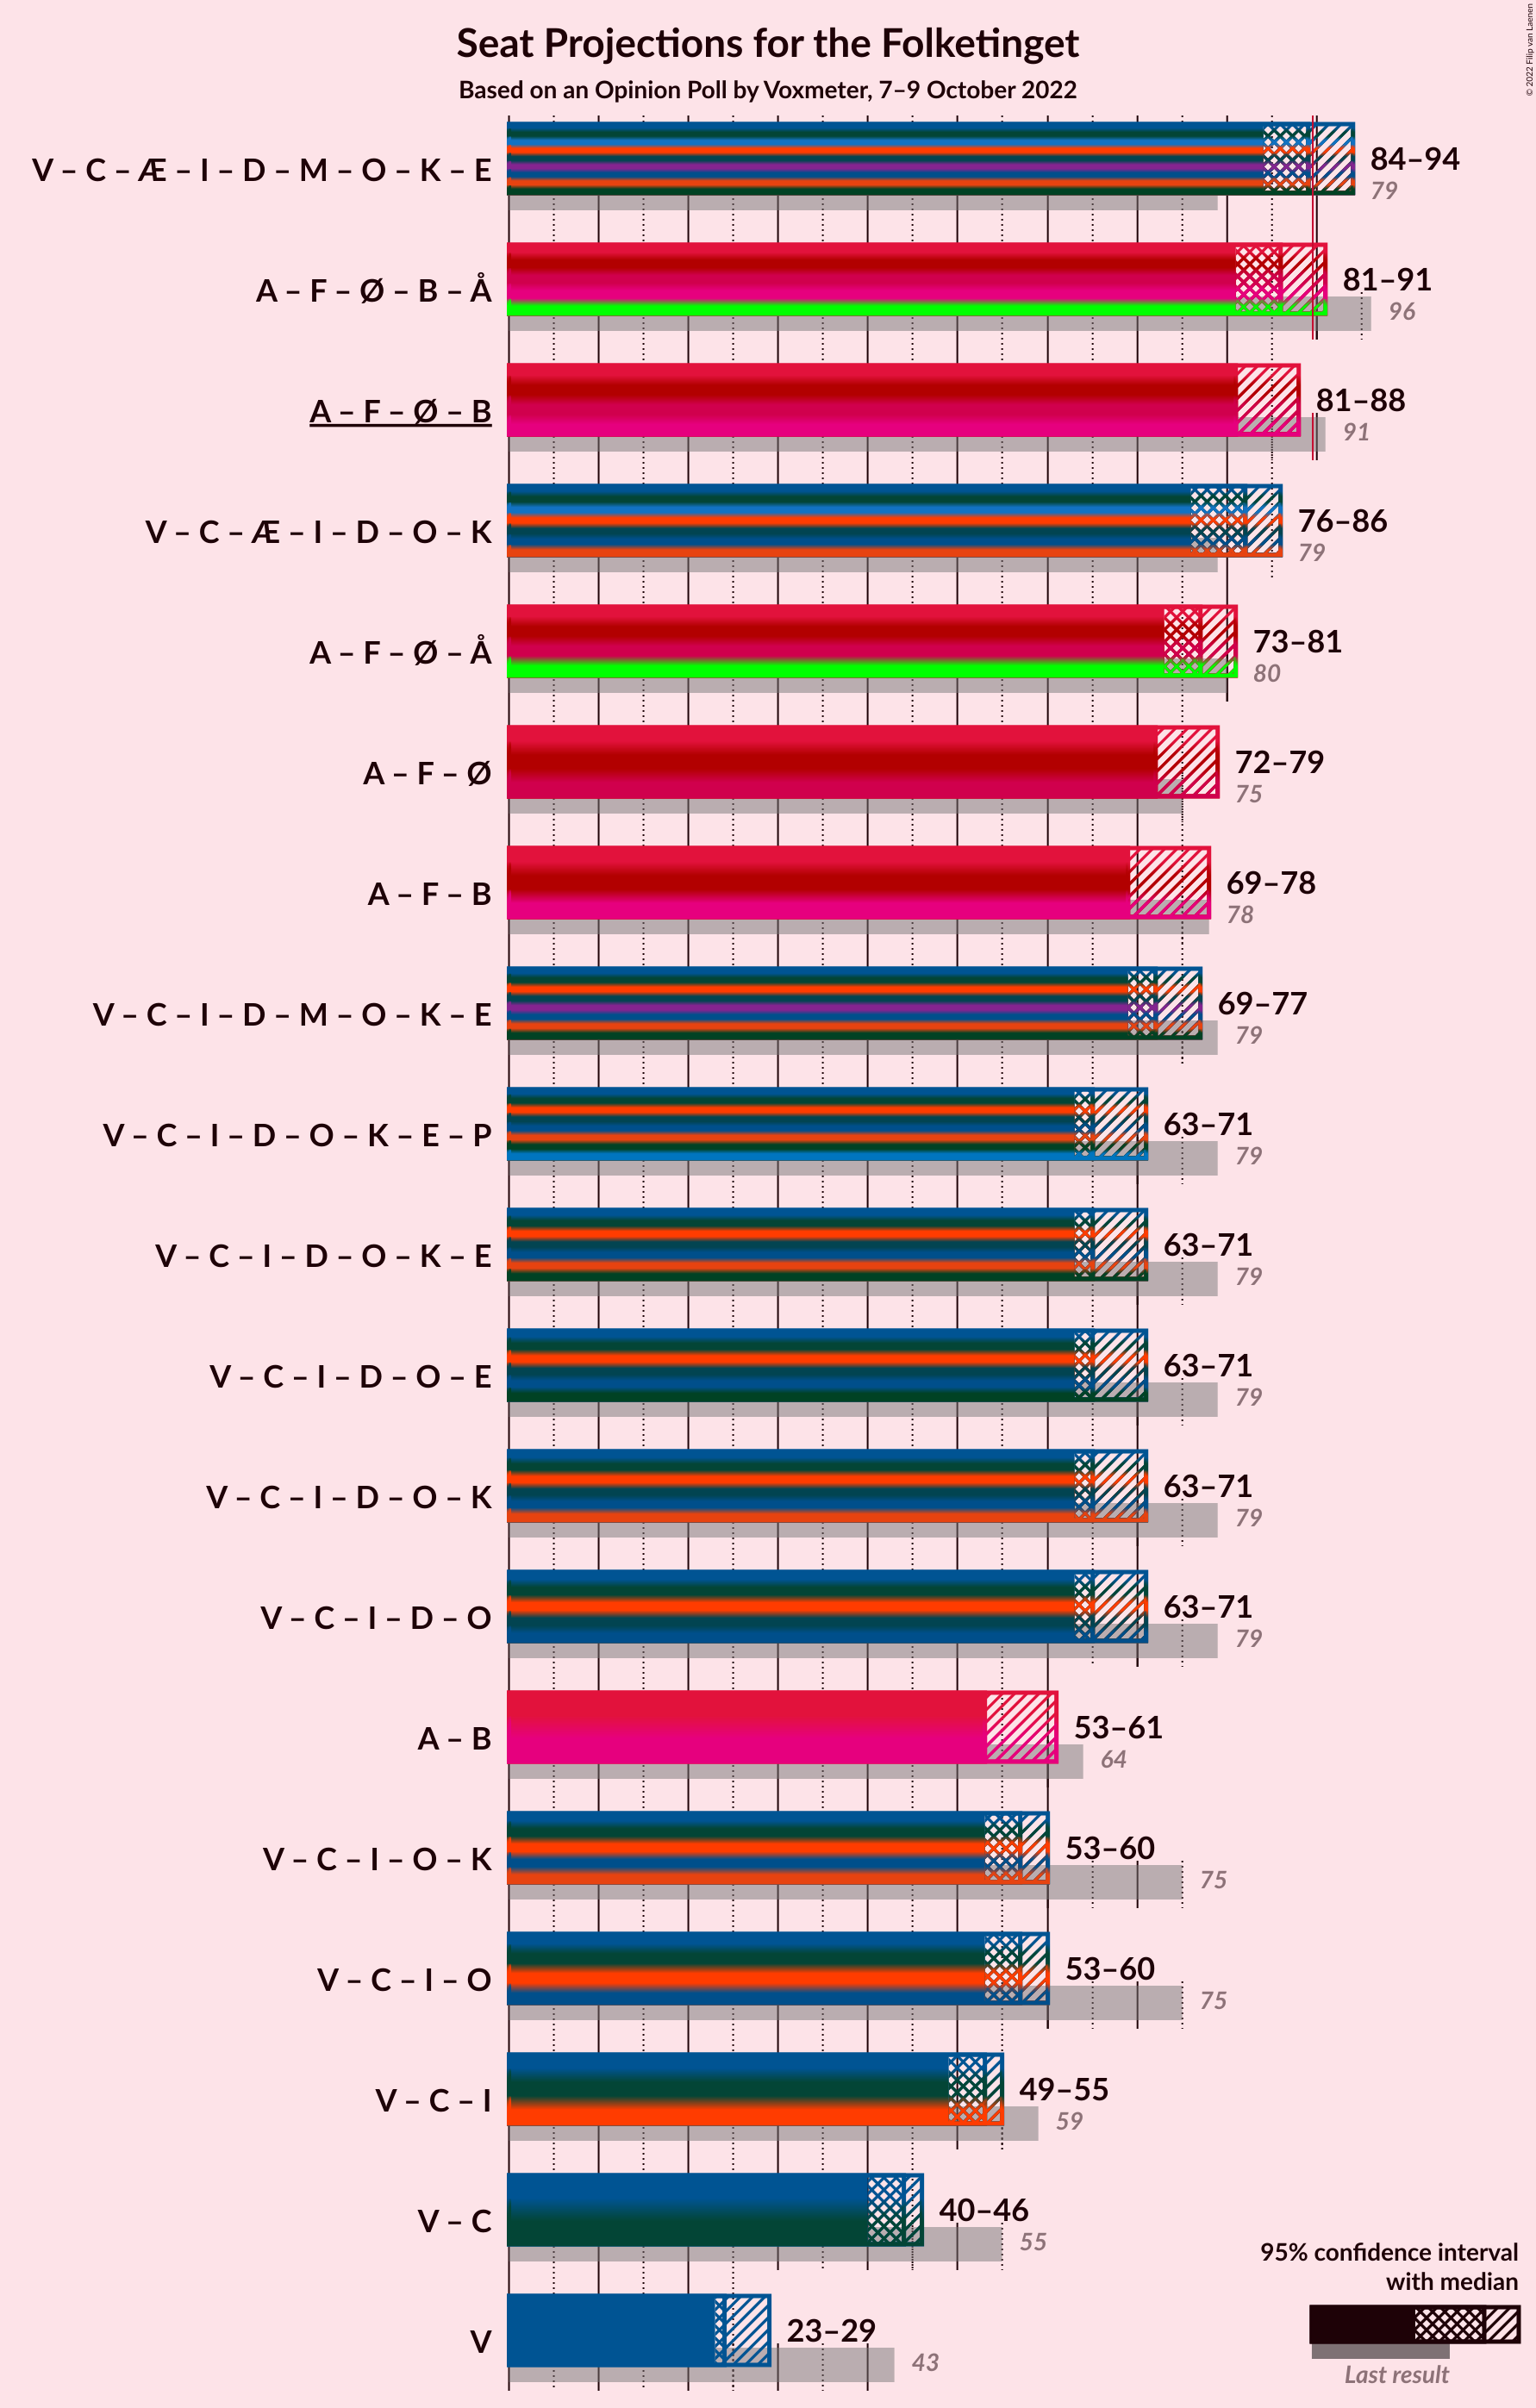 Seat Projections for the Folketinget
Based on an Opinion Poll by Voxmeter, 7–9 October 2022
© 2022 Filip van Laenen
V – C – Æ – I – D – M – O – K – E
84–94
79
A – F – Ø – B – Å
81–91
96
A – F – Ø – B
81–88
91
V – C – Æ – I – D – O – K
76–86
79
A – F – Ø – Å
73–81
80
A – F – Ø
72–79
75
A – F – B
69–78
78
V – C – I – D – M – O – K – E
69–77
79
V – C – I – D – O – K – E – P
63–71
79
V – C – I – D – O – K – E
63–71
79
V – C – I – D – O – E
63–71
79
V – C – I – D – O – K
63–71
79
V – C – I – D – O
63–71
79
A – B
53–61
64
V – C – I – O – K
53–60
75
V – C – I – O
53–60
75
V – C – I
49–55
59
V – C
40–46
55
V
23–29
43
95% confidence interval
with median
Last result